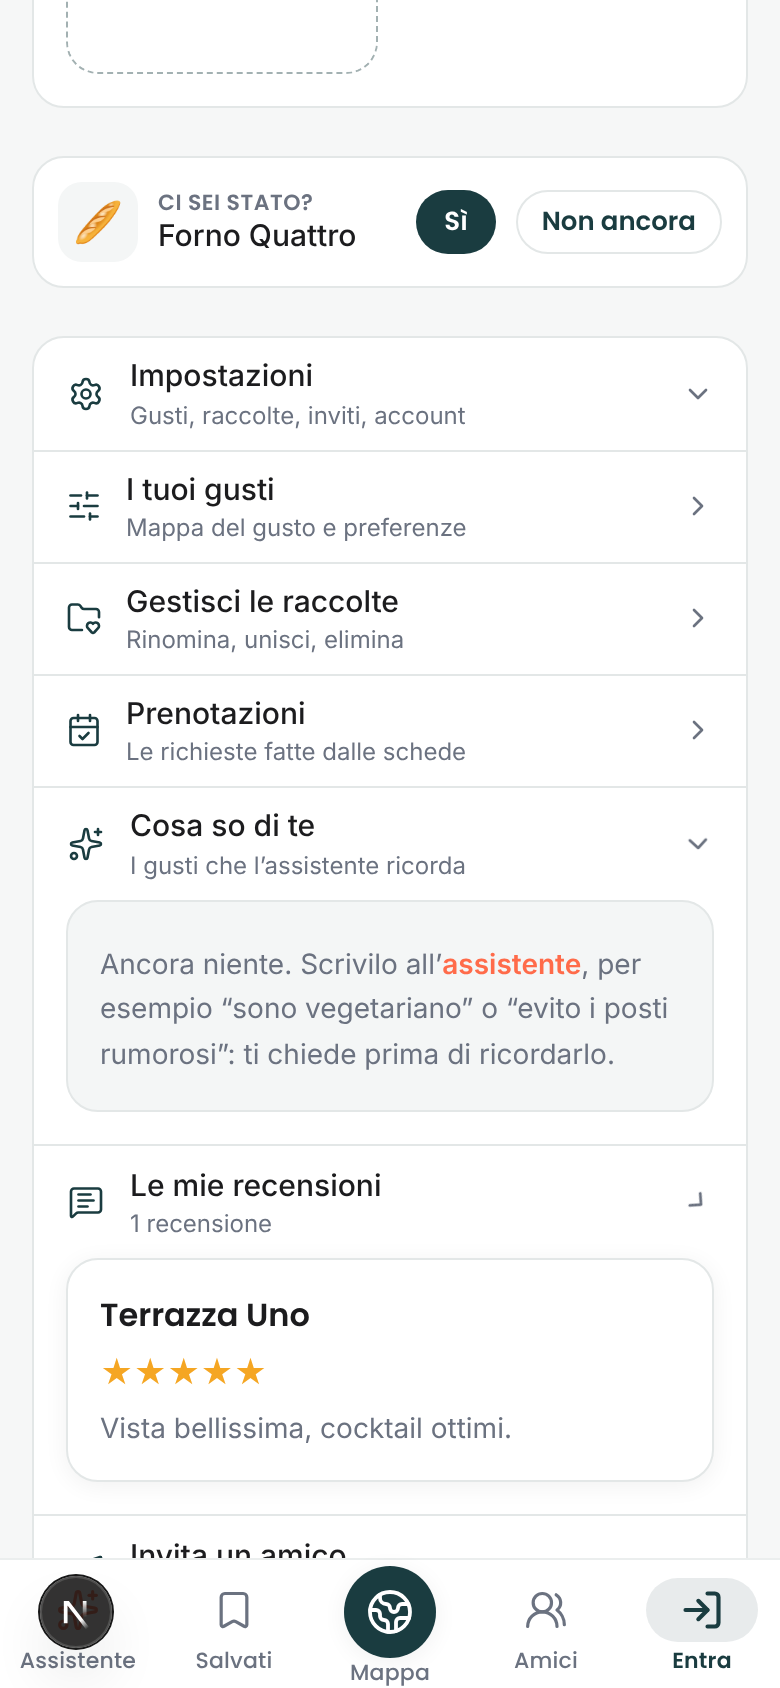 CI SEI STATO?
Forno Quattro
Sì
Non ancora
Impostazioni
Gusti, raccolte, inviti, account
I tuoi gusti
Mappa del gusto e preferenze
Gestisci le raccolte
Rinomina, unisci, elimina
Prenotazioni
Le richieste fatte dalle schede
Cosa so di te
I gusti che l’assistente ricorda
Ancora niente. Scrivilo all’assistente, per
esempio “sono vegetariano” o “evito i posti
rumorosi”: ti chiede prima di ricordarlo.
Le mie recensioni
1 recensione
Terrazza Uno
★★★★★
Vista bellissima, cocktail ottimi.
Invita un amico
N
Assistente
Salvati
Mappa
Amici
Entra